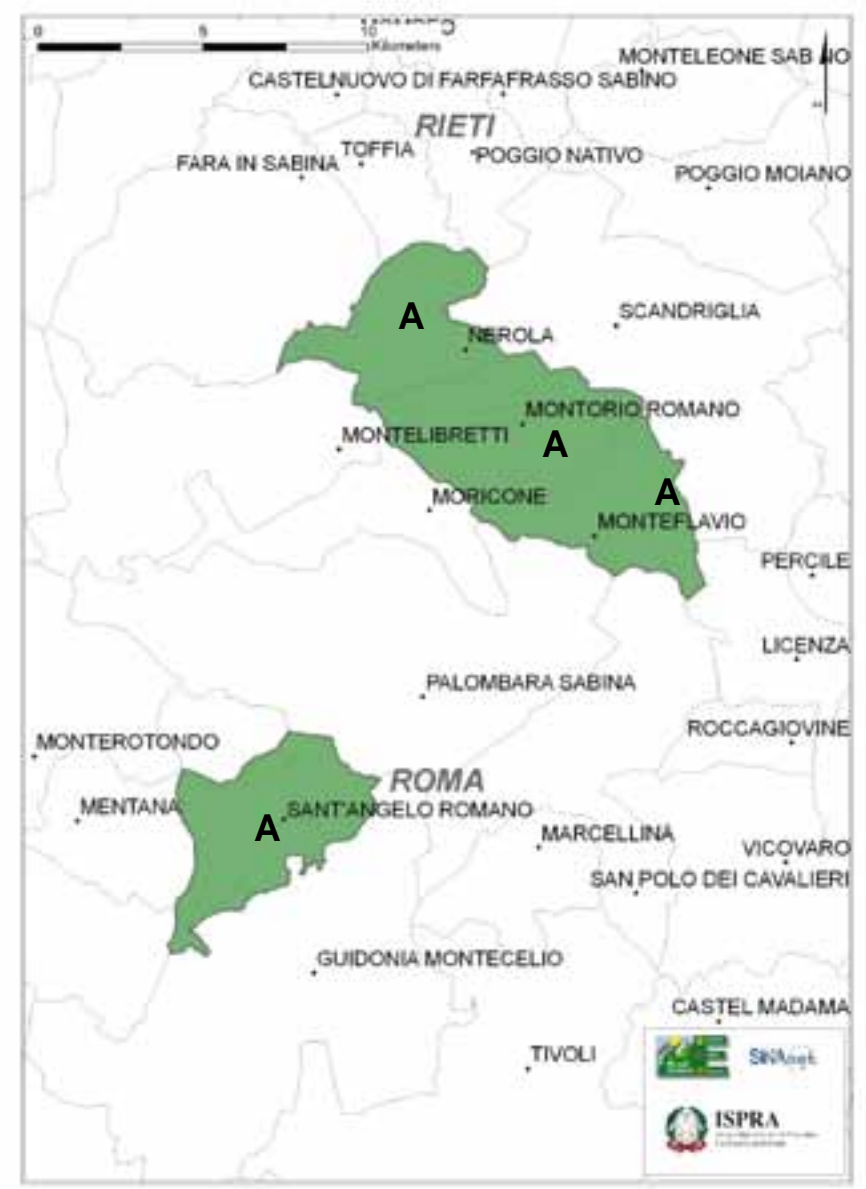 0 5 10
Kilometers
MONTELEONE SABINO
CASTELNUOVO DI FARFA
FRASSO SABINO
RIETI
TOFFIA
POGGIO NATIVO
FARA IN SABINA
POGGIO MOIANO
A
SCANDRIGLIA
NEROLA
MONTORIO ROMANO
MONTELIBRETTI
A
A
MORICONE
MONTEFLAVIO
PERCILE
LICENZA
PALOMBARA SABINA
ROCCAGIOVINE
MONTEROTONDO
ROMA
MENTANA
SANT'ANGELO ROMANO
A
MARCELLINA
VICOVARO
SAN POLO DEI CAVALIERI
GUIDONIA MONTECELIO
CASTEL MADAMA
TIVOLI
SINAnet
ISPRA